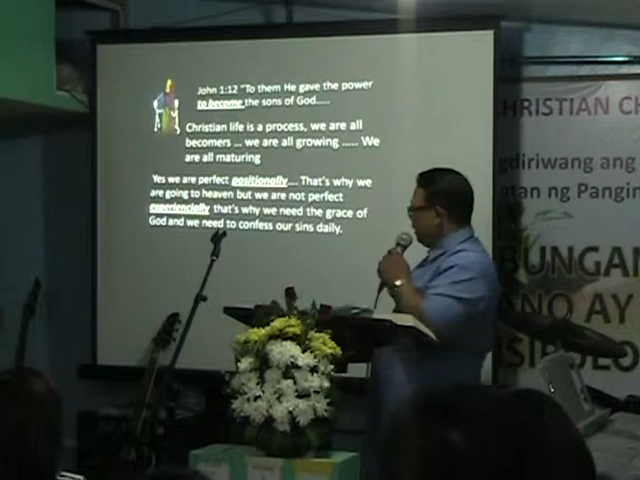 John 1:12 "To them He gave the power
to become the sons of God.....
Christian life is a process, we are all
becomers ... we are all growing ..... We
are all maturing
Yes we are perfect positionally.... That's why we
are going to heaven but we are not perfect
experiencially that's why we need the grace of
God and we need to confess our sins daily.
CHRISTIAN CH
gdiriwang ang
atan ng Pangin
BUNGAN
ANO AY